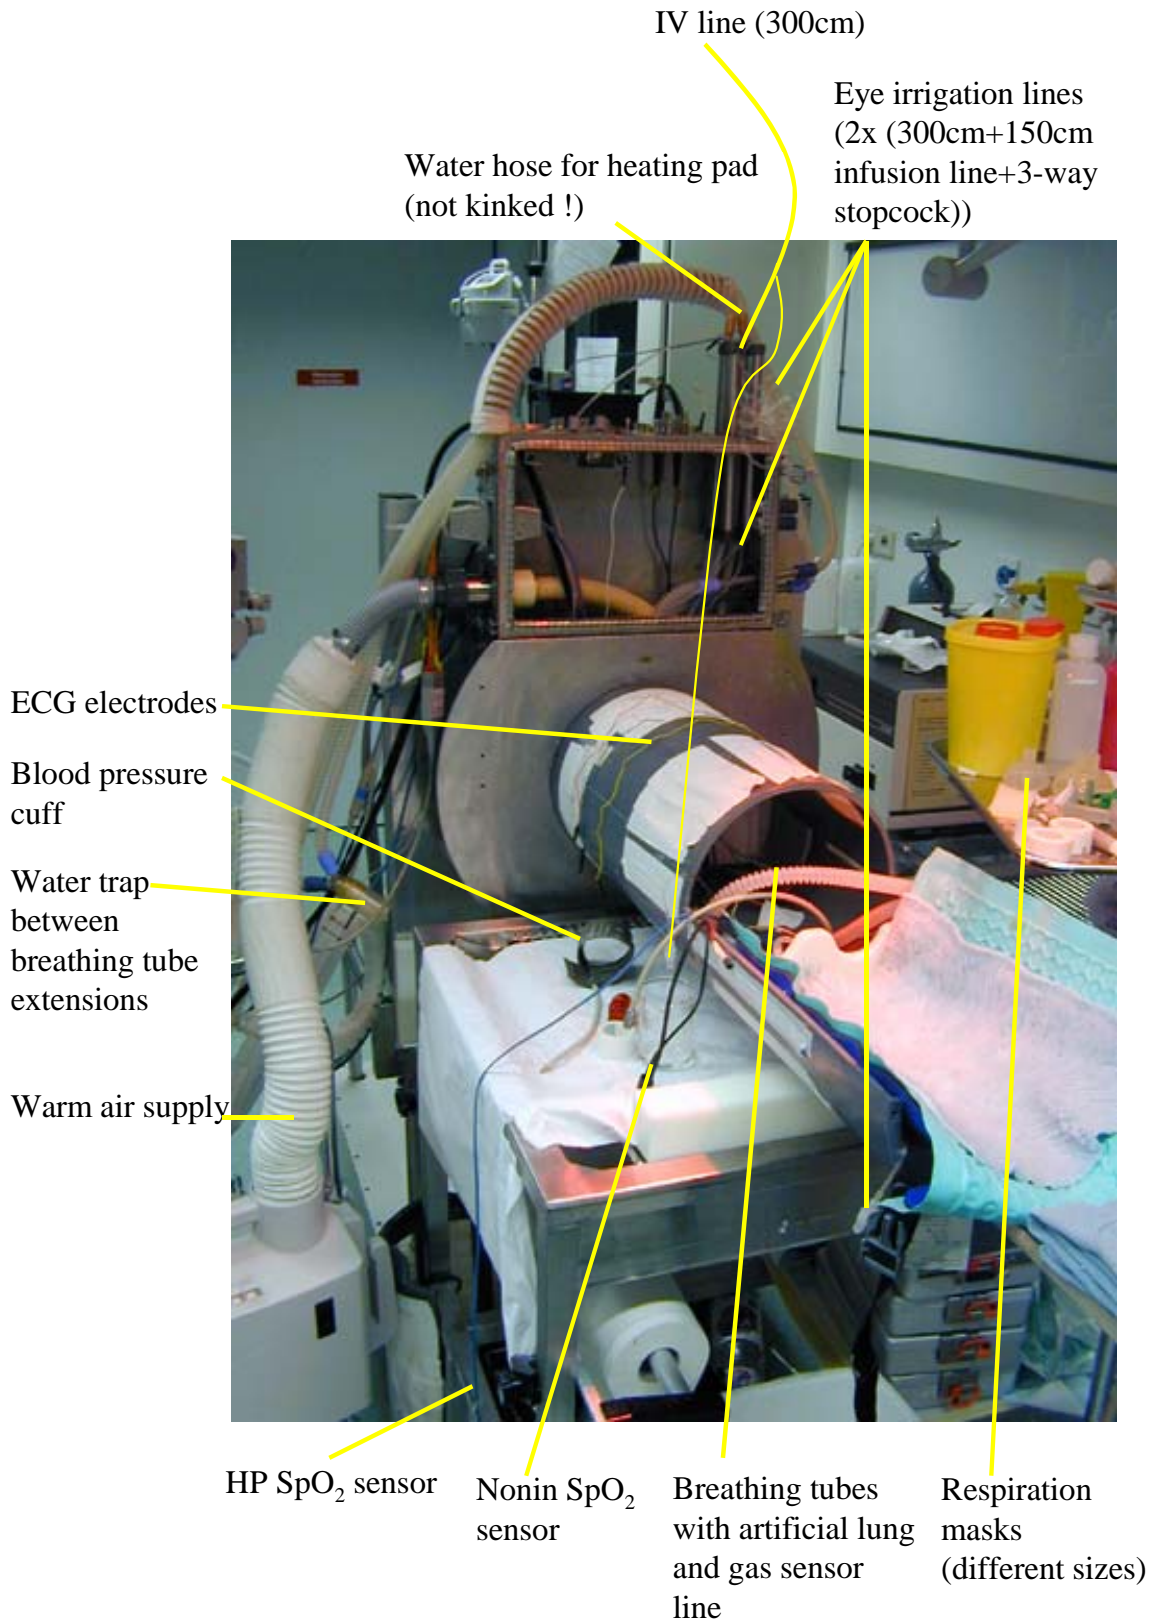 IV line (300cm)
Eye irrigation lines
(2x (300cm+150cm
infusion line+3-way
stopcock))
Water hose for heating pad
(not kinked !)
ECG electrodes
Blood pressure
cuff
Water trap
between
breathing tube
extensions
Warm air supply
HP SpO₂ sensor
Nonin SpO₂
sensor
Breathing tubes
with artificial lung
and gas sensor
line
Respiration
masks
(different sizes)